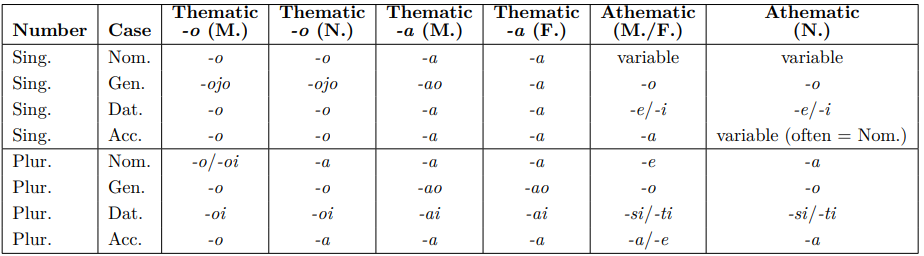 Number Case Thematic -o (M.) Thematic -o (N.) Thematic -a (M.) Thematic -a (F.) Athematic (M./F.) Athematic (N.)
Sing. Nom. -o -o -a -a variable variable
Sing. Gen. -ojo -ojo -ao -a -o -o
Sing. Dat. -o -o -a -a -e/-i -e/-i
Sing. Acc. -o -o -a -a -a variable (often = Nom.)
Plur. Nom. -o/-oi -a -a -a -e -a
Plur. Gen. -o -o -ao -ao -o -o
Plur. Dat. -oi -oi -ai -ai -si/-ti -si/-ti
Plur. Acc. -o -a -a -a -a/-e -a